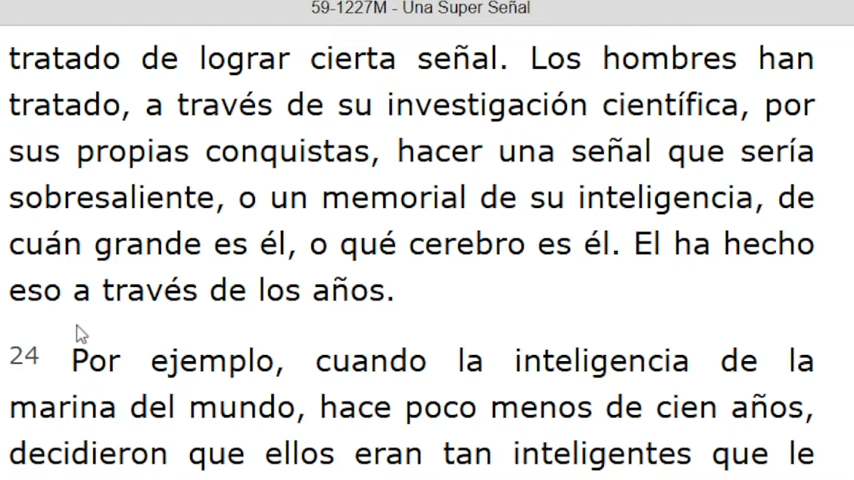 59-1227M - Una Super Señal
tratado de lograr cierta señal. Los hombres han
tratado, a través de su investigación científica, por
sus propias conquistas, hacer una señal que sería
sobresaliente, o un memorial de su inteligencia, de
cuán grande es él, o qué cerebro es él. El ha hecho
eso a través de los años.
24 Por ejemplo, cuando la inteligencia de la
marina del mundo, hace poco menos de cien años,
decidieron que ellos eran tan inteligentes que le